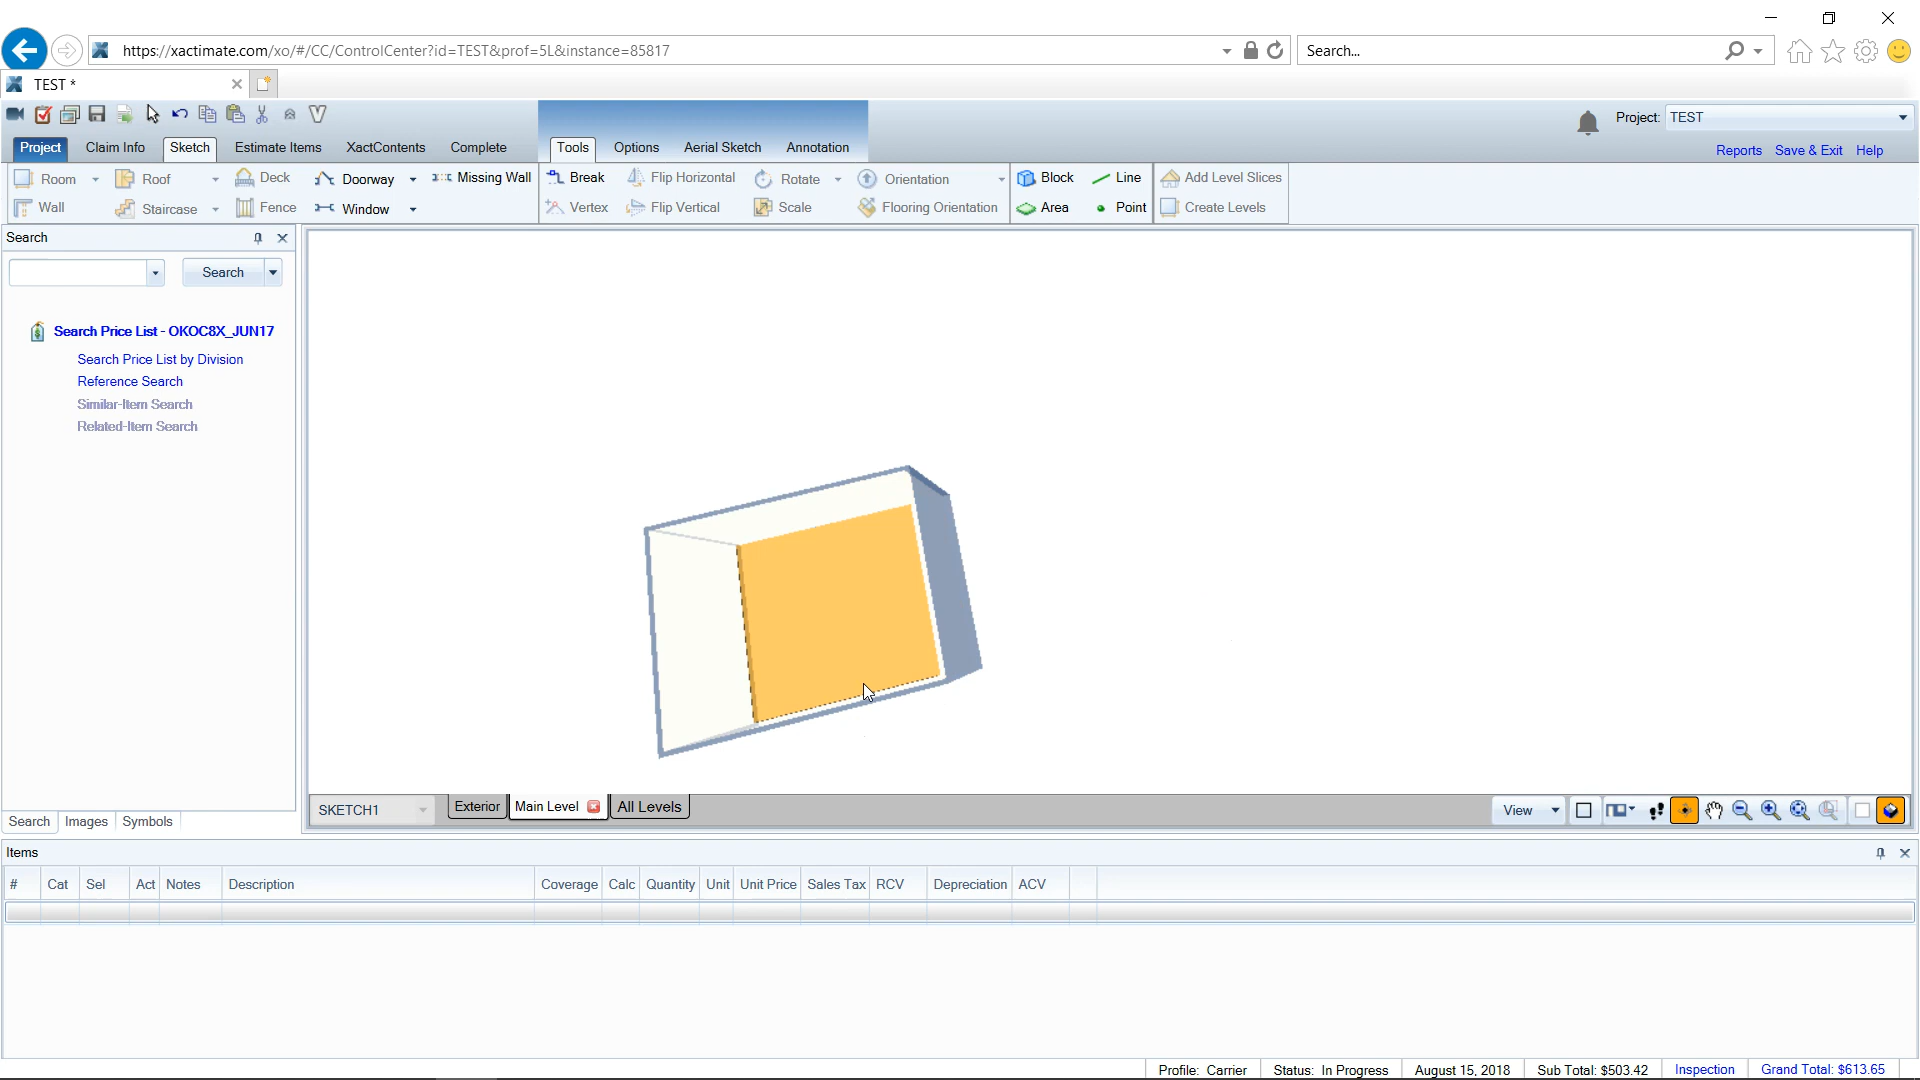 https://xactimate.com/xo/#/CC/ControlCenter?id=TEST&prof=5L&instance=85817
Search...
TEST *
Project: TEST
Project Claim Info Sketch Estimate Items XactContents Complete Tools Options Aerial Sketch Annotation
Reports Save & Exit Help
Room Roof Deck Doorway Missing Wall Break Flip Horizontal Rotate Orientation Block Line Add Level Slices
Wall Staircase Fence Window Vertex Flip Vertical Scale Flooring Orientation Area Point Create Levels
Search
Search
Search Price List - OKOC8X_JUN17
Search Price List by Division
Reference Search
Similar-Item Search
Related-Item Search
SKETCH1 Exterior Main Level All Levels View
Search Images Symbols
Items
# Cat Sel Act Notes Description Coverage Calc Quantity Unit Unit Price Sales Tax RCV Depreciation ACV
Profile: Carrier Status: In Progress August 15, 2018 Sub Total: $503.42 Inspection Grand Total: $613.65